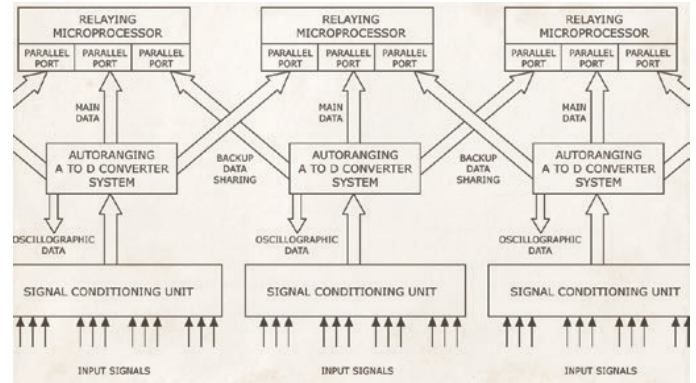 RELAYING
MICROPROCESSOR
PARALLEL PORT
PARALLEL PORT
PARALLEL PORT
RELAYING
MICROPROCESSOR
PARALLEL PORT
PARALLEL PORT
PARALLEL PORT
RELAYING
MICROPROCESSOR
PARALLEL PORT
PARALLEL PORT
PARALLEL PORT
MAIN
DATA
MAIN
DATA
MAIN
DATA
AUTORANGING
A TO D CONVERTER
SYSTEM
BACKUP
DATA
SHARING
AUTORANGING
A TO D CONVERTER
SYSTEM
BACKUP
DATA
SHARING
AUTORANGING
A TO D CONVERTER
SYSTEM
OSCILLOGRAPHIC
DATA
OSCILLOGRAPHIC
DATA
OSCILLOGRAPHIC
DATA
SIGNAL CONDITIONING UNIT
SIGNAL CONDITIONING UNIT
SIGNAL CONDITIONING UNIT
INPUT SIGNALS
INPUT SIGNALS
INPUT SIGNALS